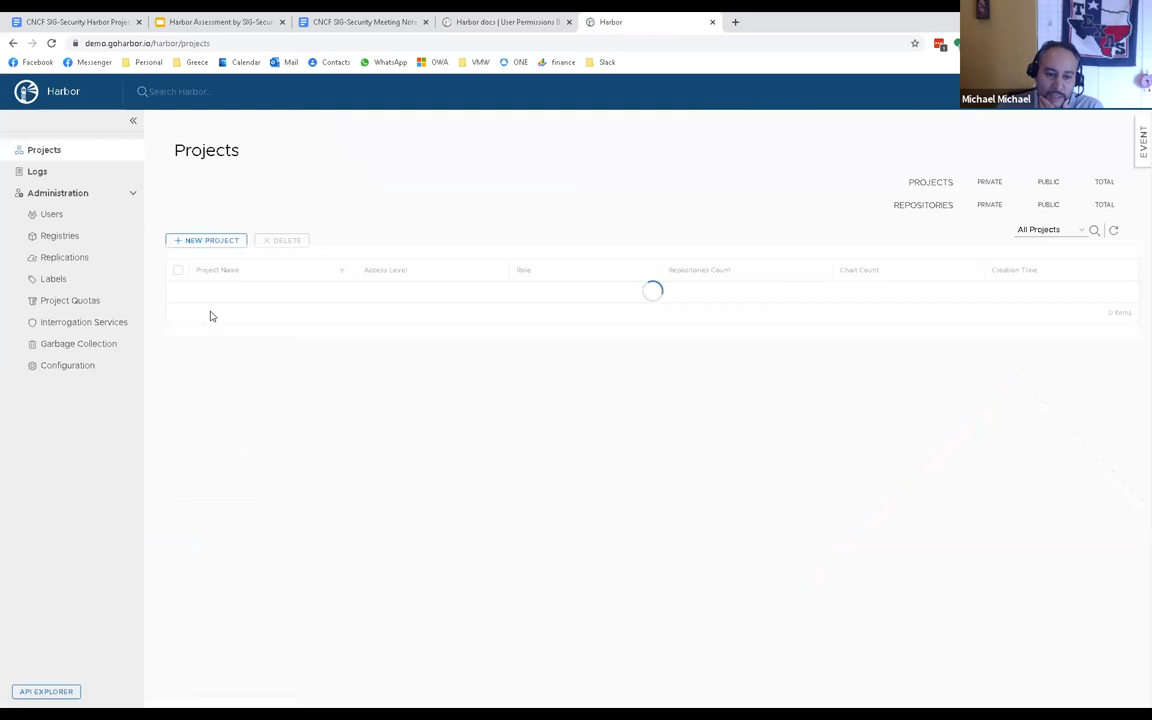 CNCF SIG-Security Harbor Projec
Harbor Assessment by SIG-Secur
CNCF SIG-Security Meeting Note
Harbor docs | User Permissions B
Harbor
demo.goharbor.io/harbor/projects
Facebook
Messenger
Personal
Greece
Calendar
Mail
Contacts
WhatsApp
OWA
VMW
ONE
finance
Slack
TEXAS
Michael Michael
Harbor
Search Harbor...
EVENT
Projects
Logs
Administration
Users
Registries
Replications
Labels
Project Quotas
Interrogation Services
Garbage Collection
Configuration
API EXPLORER
Projects
PROJECTS PRIVATE PUBLIC TOTAL
REPOSITORIES PRIVATE PUBLIC TOTAL
All Projects
+ NEW PROJECT
× DELETE
Project Name Access Level Role Repositories Count Chart Count Creation Time
0 items